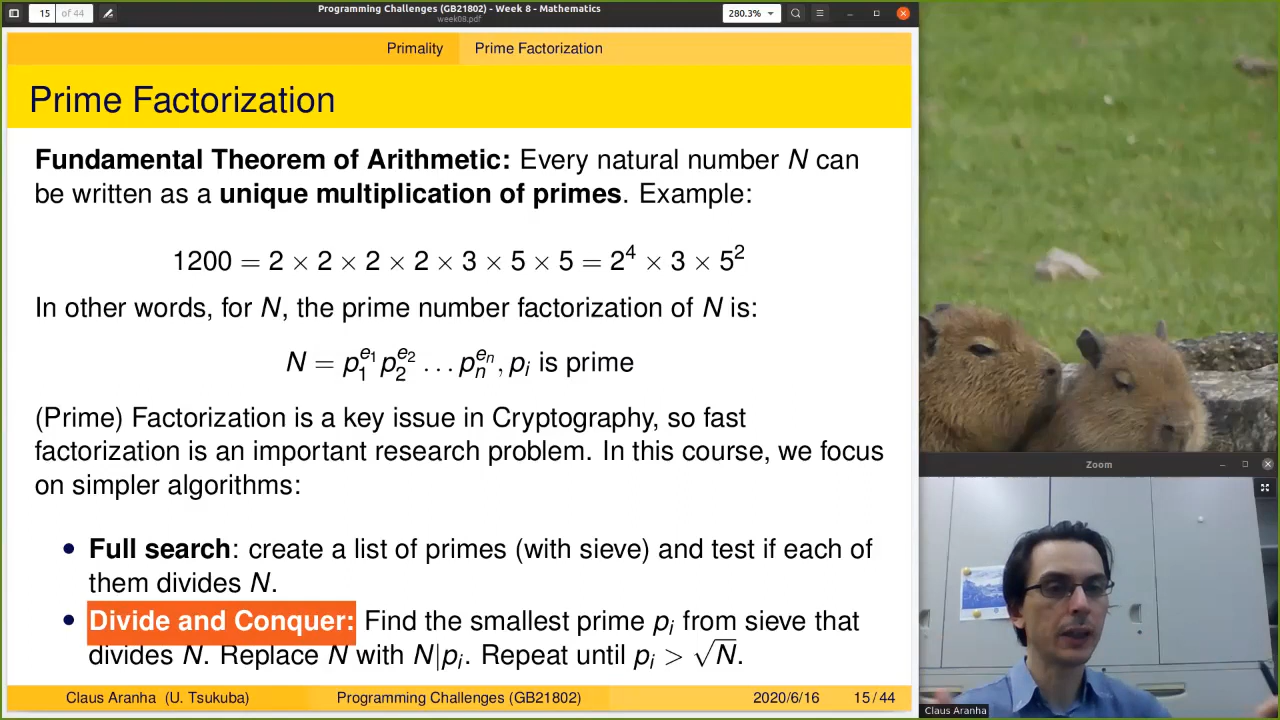 15 of 44
Programming Challenges (GB21802) - Week 8 - Mathematics
week08.pdf
280.3%
Primality Prime Factorization
Prime Factorization
Fundamental Theorem of Arithmetic: Every natural number N can
be written as a unique multiplication of primes. Example:
1200 = 2 × 2 × 2 × 2 × 3 × 5 × 5 = 2⁴ × 3 × 5²
In other words, for N, the prime number factorization of N is:
N = p₁^e₁ p₂^e₂ … pₙ^eₙ, pᵢ is prime
(Prime) Factorization is a key issue in Cryptography, so fast
factorization is an important research problem. In this course, we focus
on simpler algorithms:
• Full search: create a list of primes (with sieve) and test if each of
them divides N.
• Divide and Conquer: Find the smallest prime pᵢ from sieve that
divides N. Replace N with N|pᵢ. Repeat until pᵢ > √N.
Claus Aranha (U. Tsukuba) Programming Challenges (GB21802) 2020/6/16 15 / 44
Zoom
Claus Aranha